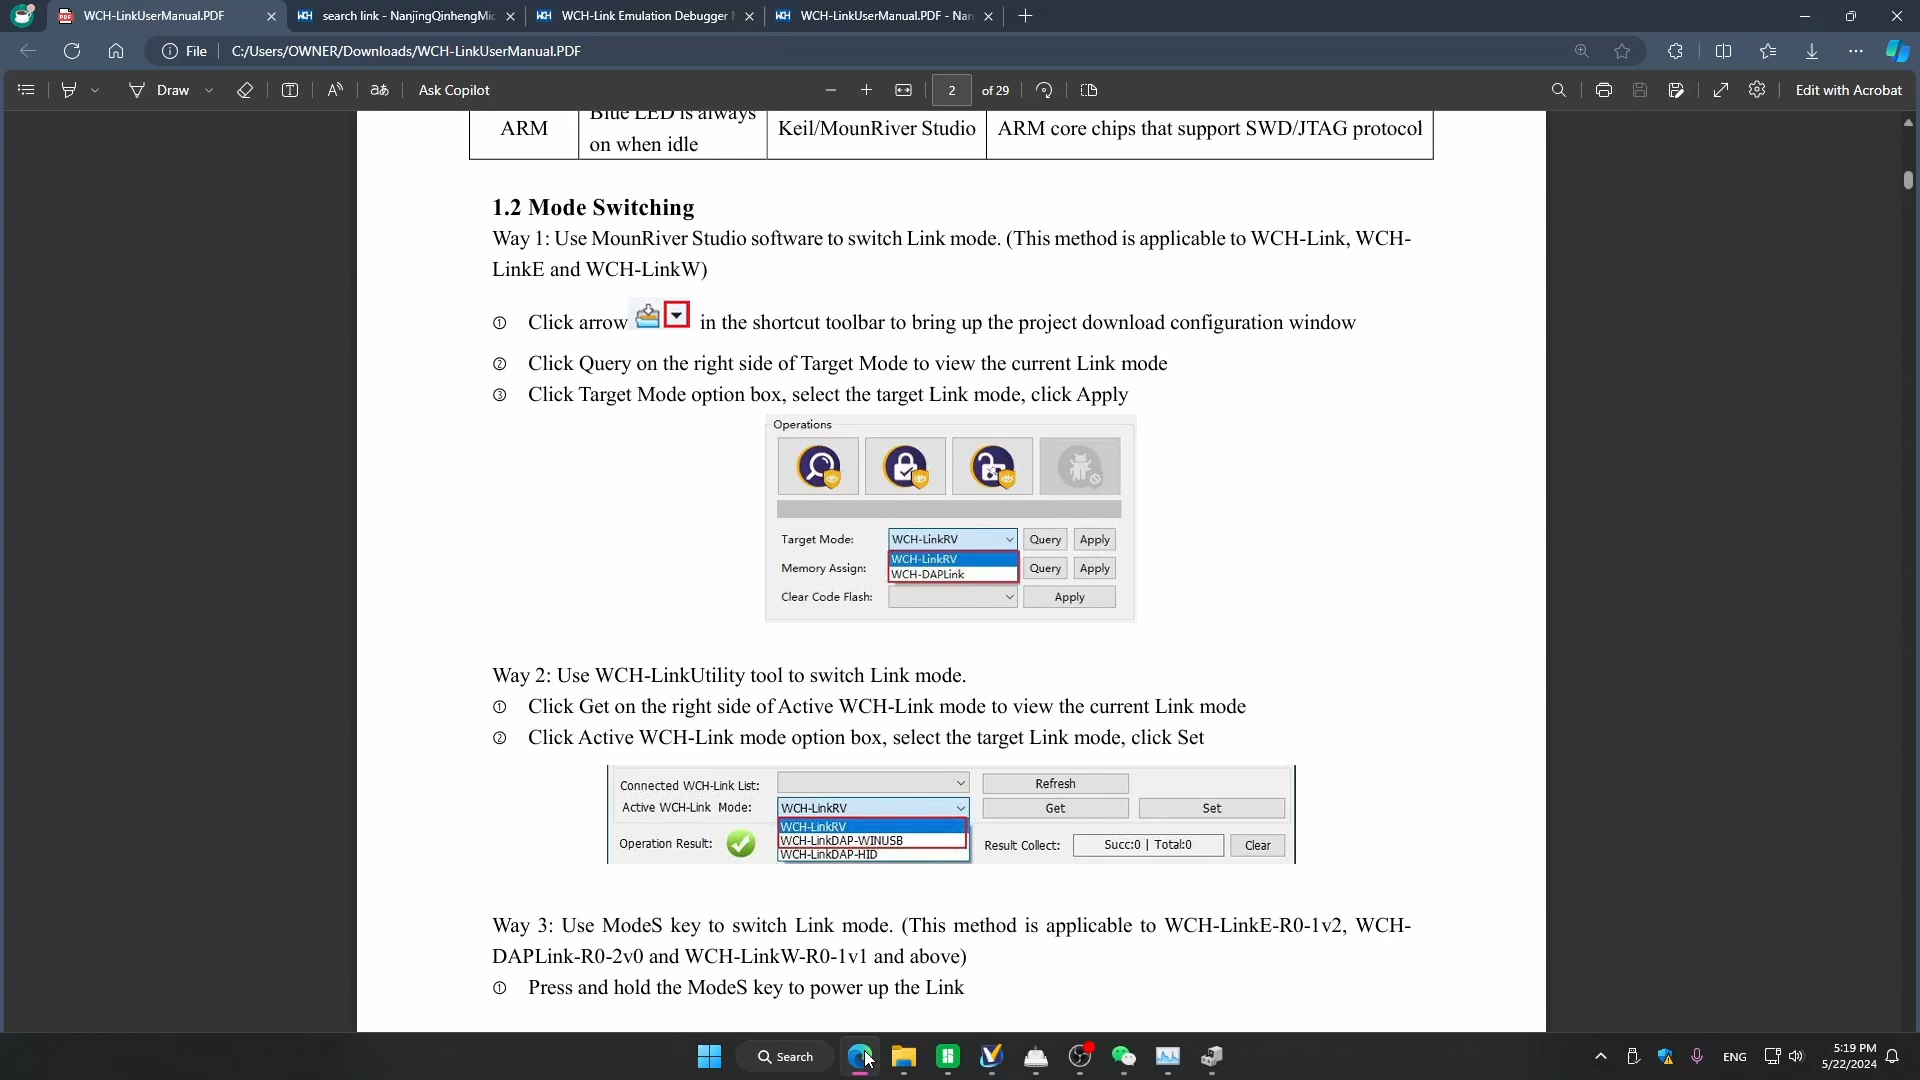 WCH-LinkUserManual.PDF
search link - NanjingQinhengMic
WCH-Link Emulation Debugger
WCH-LinkUserManual.PDF - Nan
File
C:/Users/OWNER/Downloads/WCH-LinkUserManual.PDF
Draw
Ask Copilot
2 of 29
Edit with Acrobat
ARM
Blue LED is always
on when idle
Keil/MounRiver Studio
ARM core chips that support SWD/JTAG protocol
1.2 Mode Switching
Way 1: Use MounRiver Studio software to switch Link mode. (This method is applicable to WCH-Link, WCH-
LinkE and WCH-LinkW)
① Click arrow in the shortcut toolbar to bring up the project download configuration window
② Click Query on the right side of Target Mode to view the current Link mode
③ Click Target Mode option box, select the target Link mode, click Apply
Operations
Target Mode: WCH-LinkRV Query Apply
WCH-LinkRV
Memory Assign: Query Apply
WCH-DAPLink
Clear Code Flash: Apply
Way 2: Use WCH-LinkUtility tool to switch Link mode.
① Click Get on the right side of Active WCH-Link mode to view the current Link mode
② Click Active WCH-Link mode option box, select the target Link mode, click Set
Connected WCH-Link List: Refresh
Active WCH-Link Mode: WCH-LinkRV Get Set
WCH-LinkRV
WCH-LinkDAP-WINUSB
WCH-LinkDAP-HID
Operation Result: Result Collect: Succ:0 | Total:0 Clear
Way 3: Use ModeS key to switch Link mode. (This method is applicable to WCH-LinkE-R0-1v2, WCH-
DAPLink-R0-2v0 and WCH-LinkW-R0-1v1 and above)
① Press and hold the ModeS key to power up the Link
Search
ENG
5:19 PM
5/22/2024